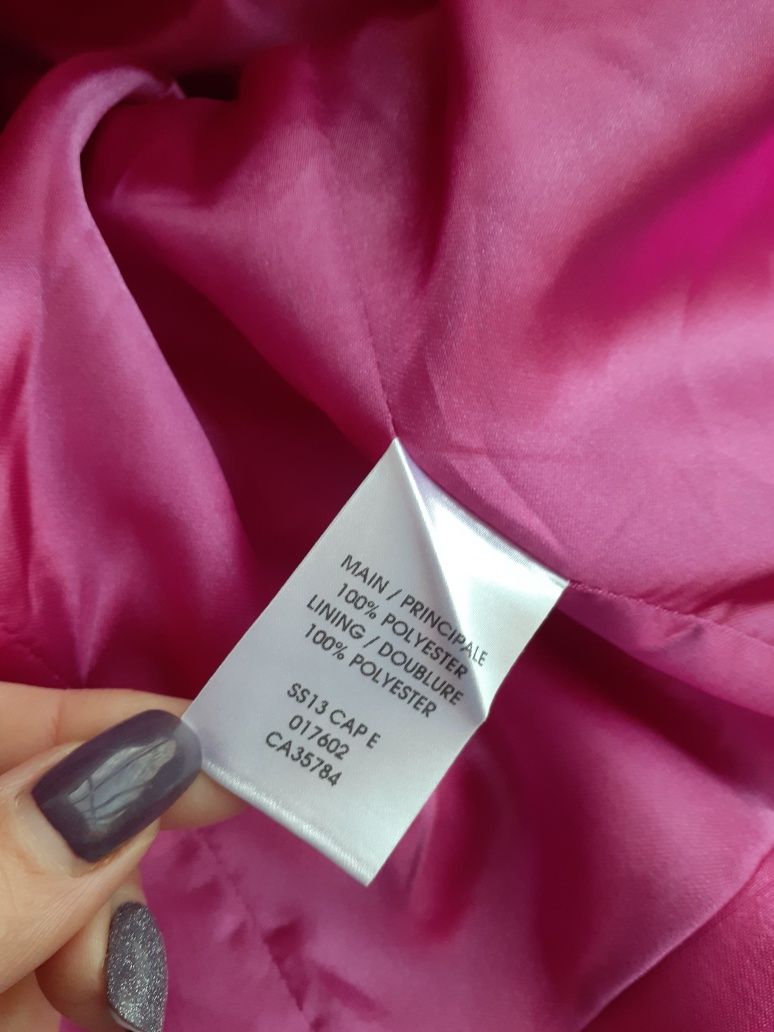 MAIN / PRINCIPALE
100% POLYESTER
LINING / DOUBLURE
100% POLYESTER
SS13 CAP E
017602
CA35784